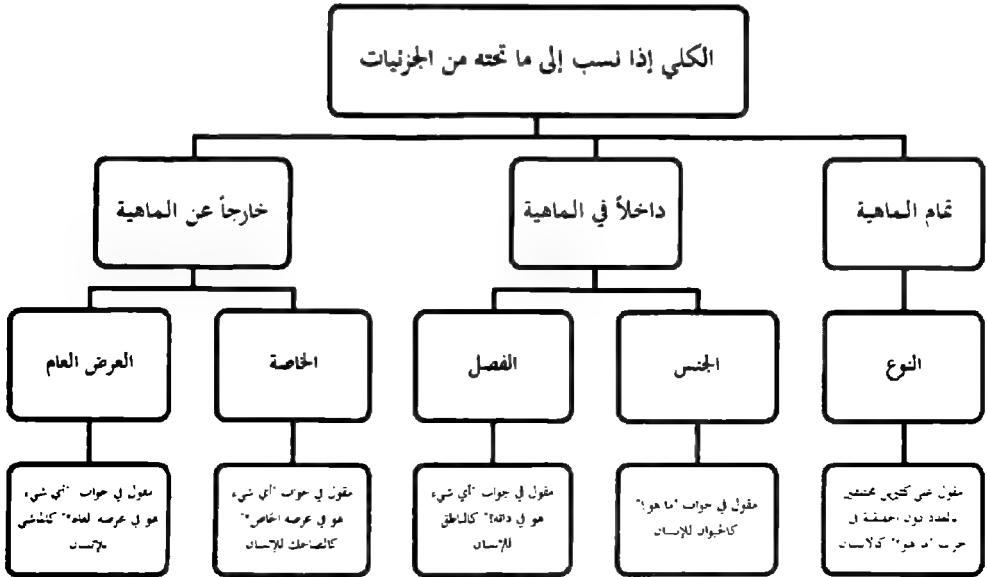 الكلي إذا نسب إلى ما تحته من الجزئيات
تمام الماهية
داخلاً في الماهية
خارجاً عن الماهية
النوع
الجنس
الفصل
الخاصة
العرض العام
مقول على كثيرين مختلفين
بالعدد دون الحقيقة في
جواب "ما هو؟" كالإنسان
مقول في جواب "ما هو؟"
كالحيوان للإنسان
مقول في جواب "أي شيء
هو في ذاته؟" كالناطق
للإنسان
مقول في جواب "أي شيء
هو في عرضه الخاص؟"
كالضاحك للإنسان
مقول في جواب "أي شيء
هو في عرضه العام؟" كالماشي
للإنسان